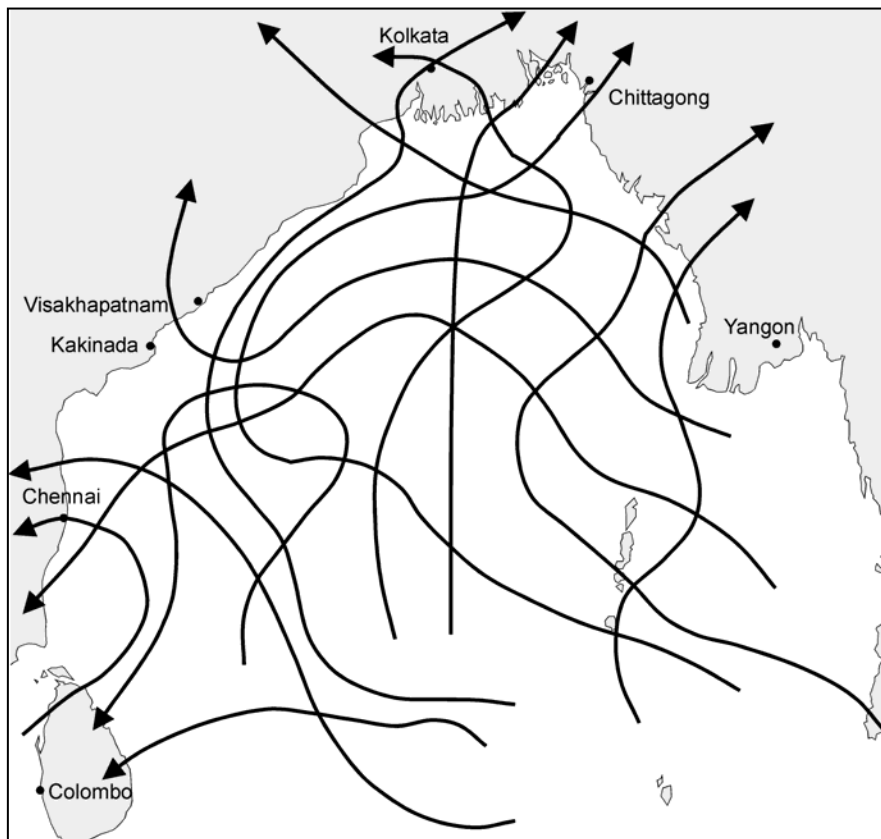 Kolkata
Chittagong
Visakhapatnam
Kakinada
Yangon
Chennai
Colombo